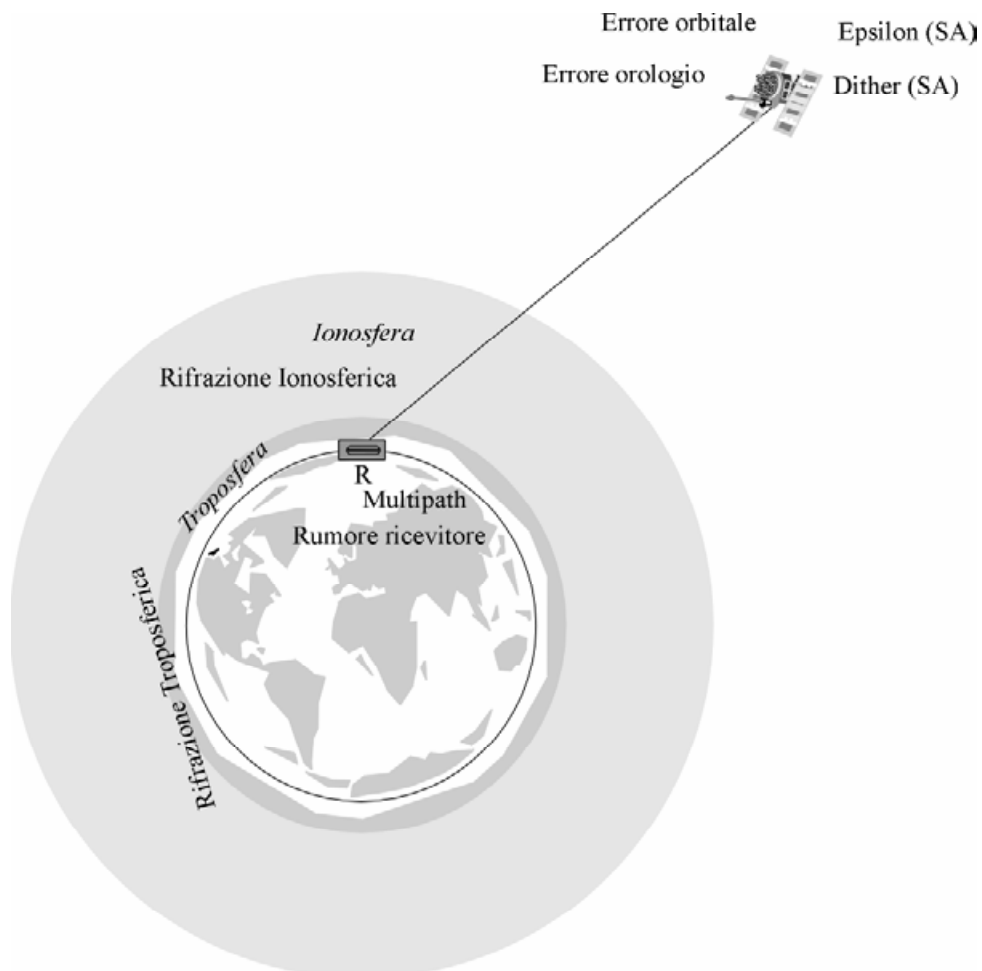 Errore orbitale
Epsilon (SA)
Errore orologio
Dither (SA)
Ionosfera
Rifrazione Ionosferica
Troposfera
R
Multipath
Rumore ricevitore
Rifrazione Troposferica